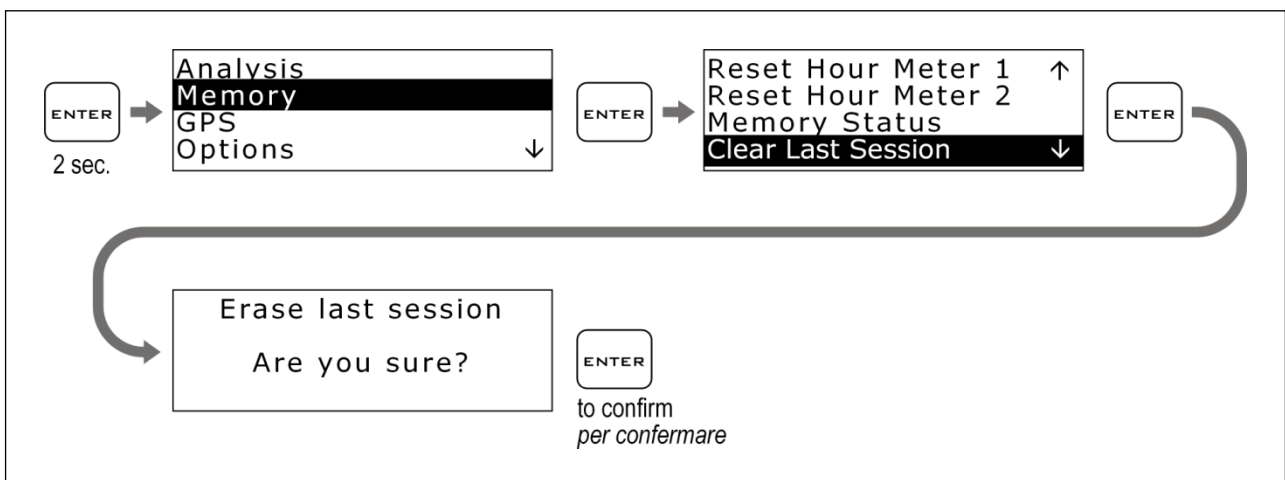 ENTER
2 sec.
Analysis
Memory
GPS
Options ↓
ENTER
Reset Hour Meter 1 ↑
Reset Hour Meter 2
Memory Status
Clear Last Session ↓
ENTER
Erase last session
Are you sure?
ENTER
to confirm
per confermare